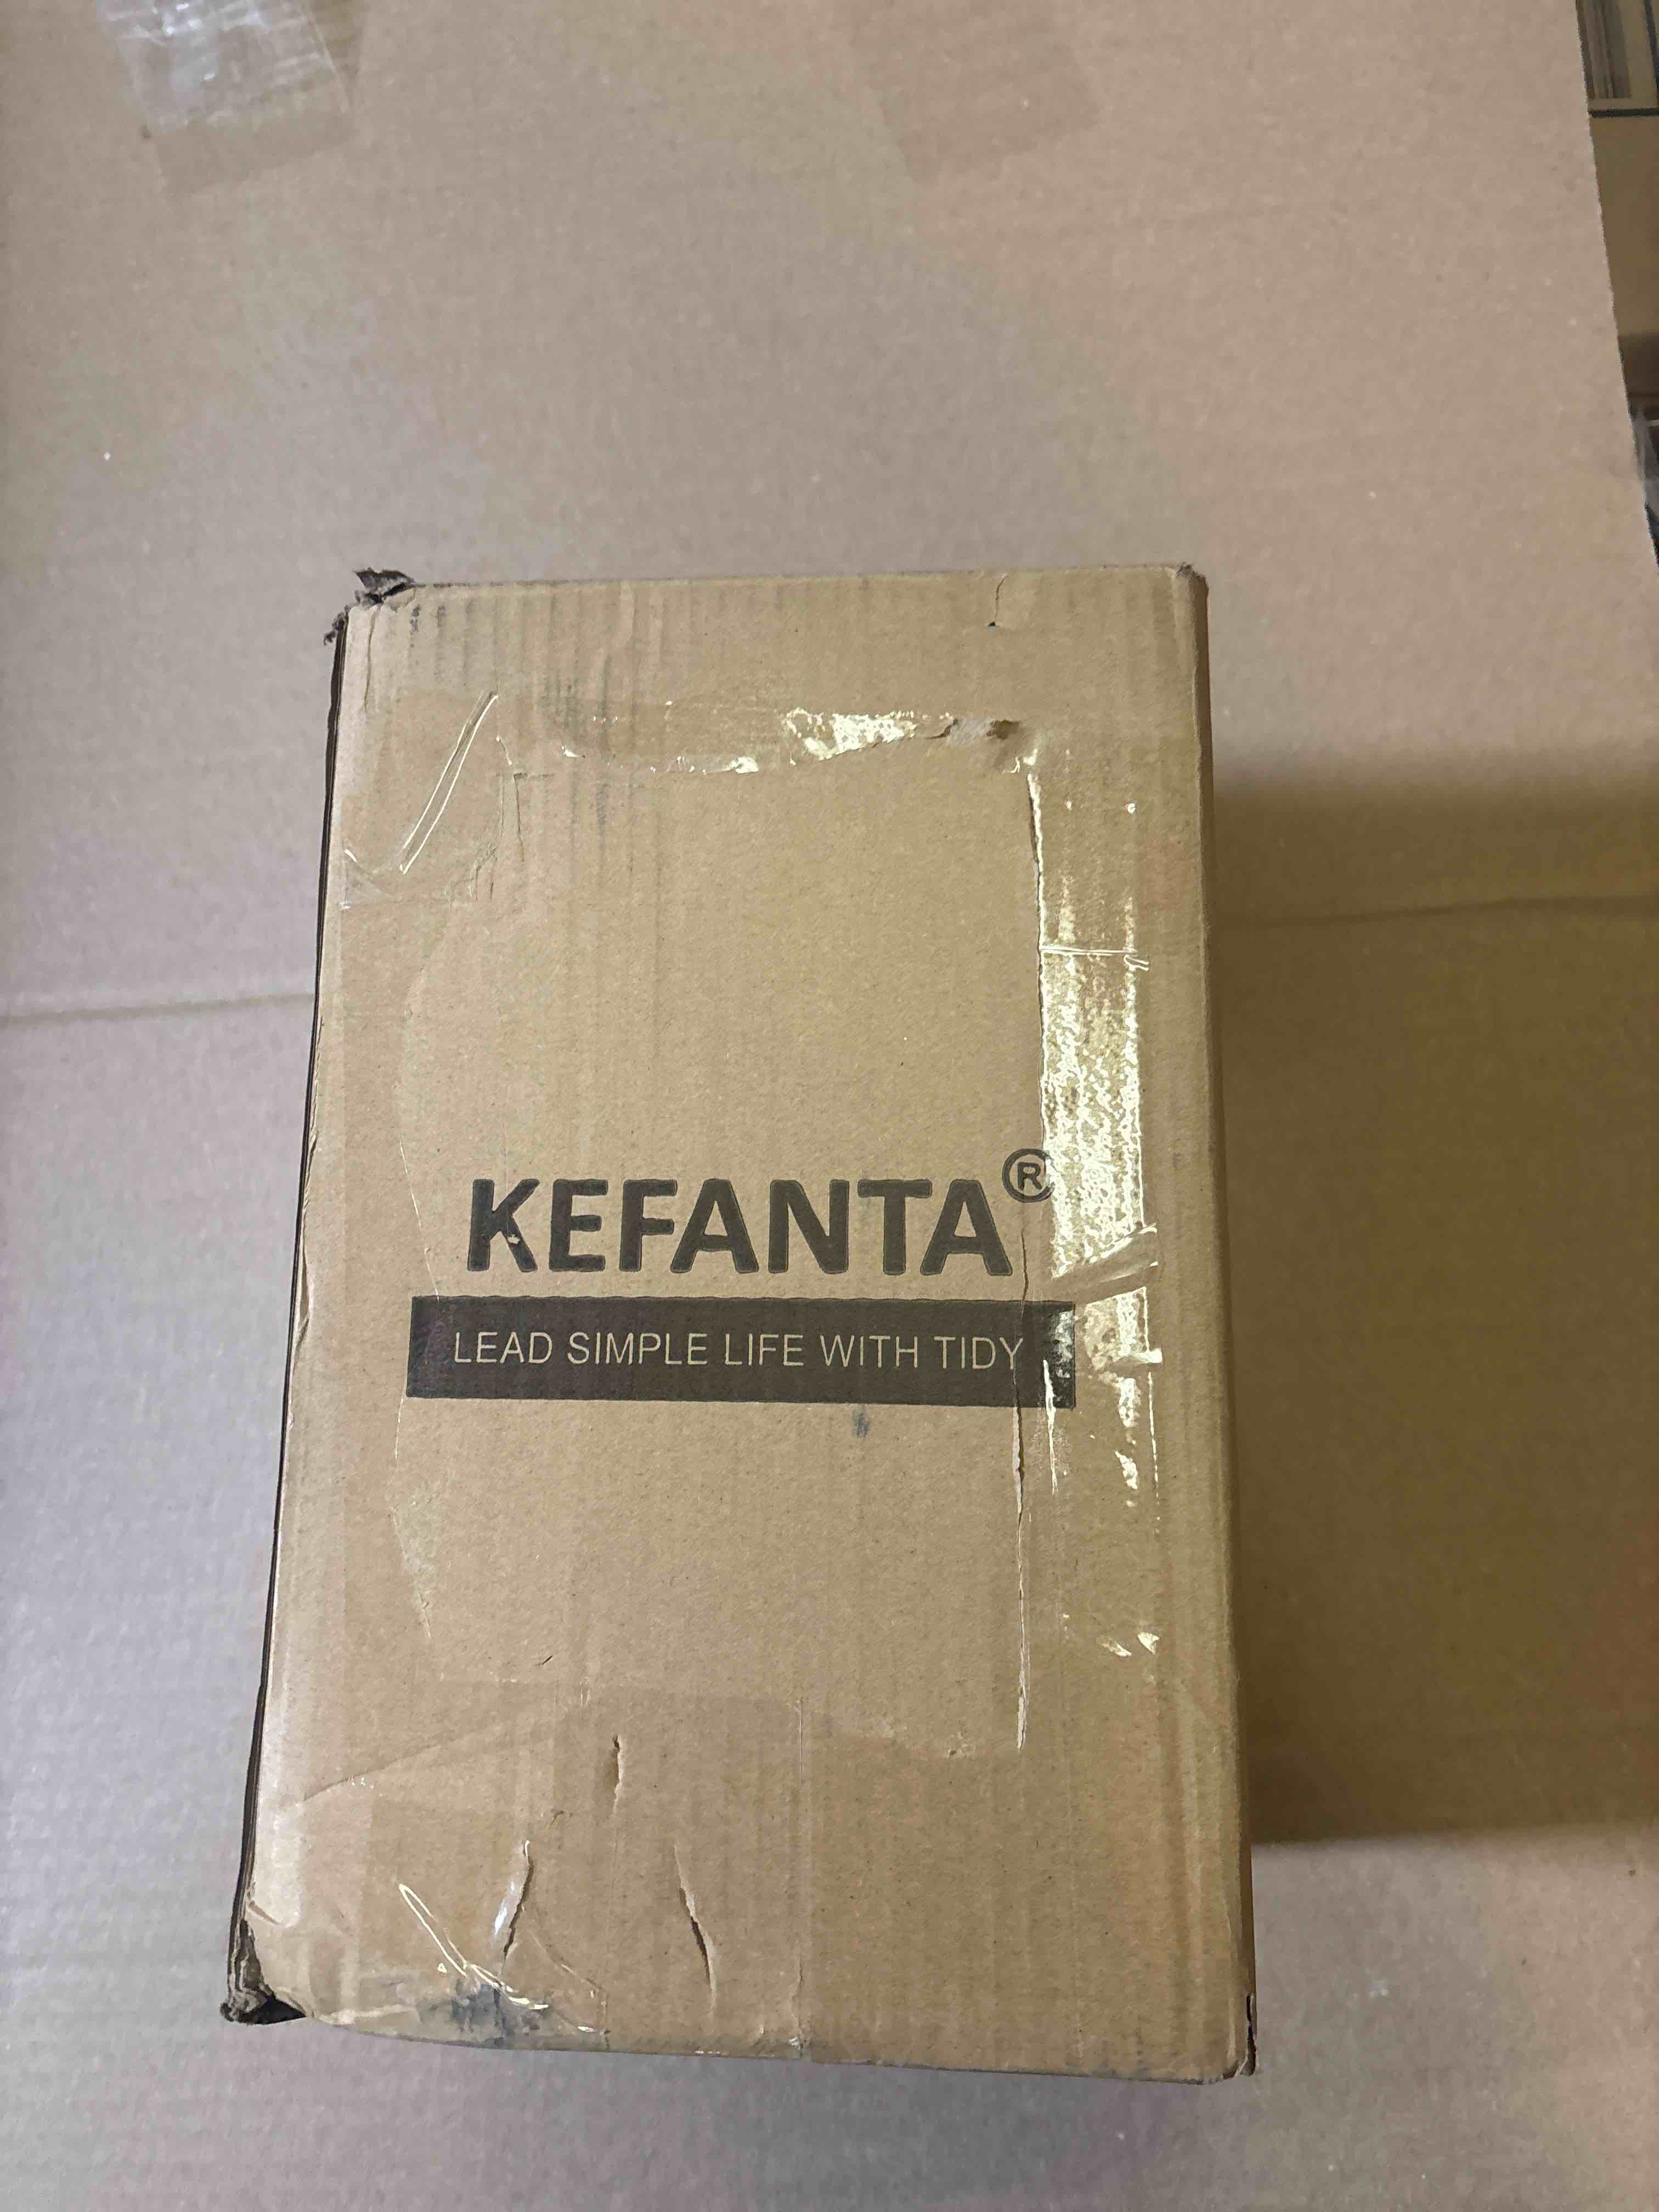 KEFANTA®
LEAD SIMPLE LIFE WITH TIDY